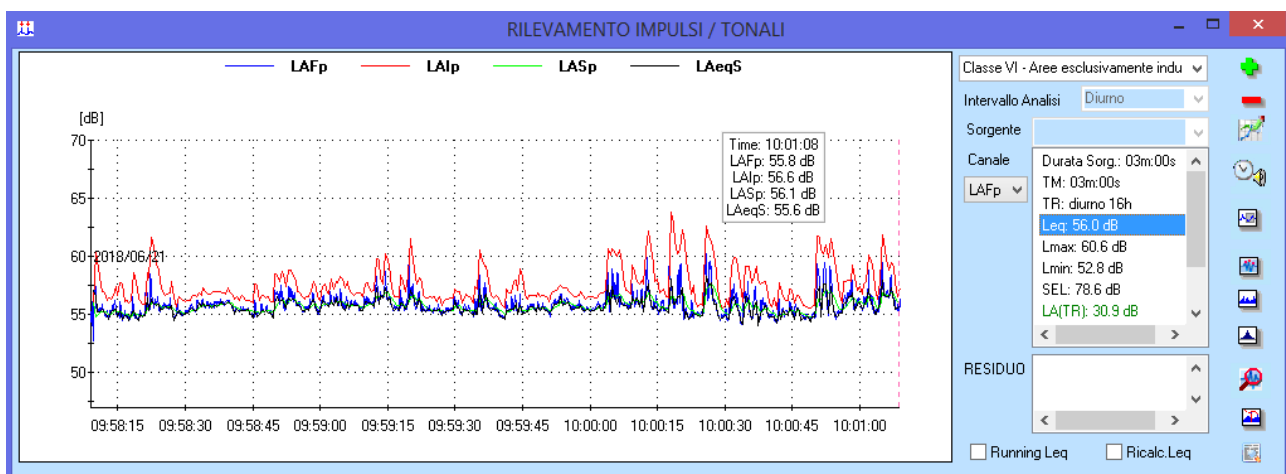 RILEVAMENTO IMPULSI / TONALI
LAFp LAIp LASp LAeqS
[dB]
70
65
60
55
50
2018/06/21
Time: 10:01:08
LAFp: 55.8 dB
LAIp: 56.6 dB
LASp: 56.1 dB
LAeqS: 55.6 dB
09:58:15 09:58:30 09:58:45 09:59:00 09:59:15 09:59:30 09:59:45 10:00:00 10:00:15 10:00:30 10:00:45 10:01:00
Classe VI - Aree esclusivamente indu
Intervallo Analisi Diurno
Sorgente
Canale
LAFp
Durata Sorg.: 03m:00s
TM: 03m:00s
TR: diurno 16h
Leq: 56.0 dB
Lmax: 60.6 dB
Lmin: 52.8 dB
SEL: 78.6 dB
LA(TR): 30.9 dB
RESIDUO
Running Leq Ricalc.Leq